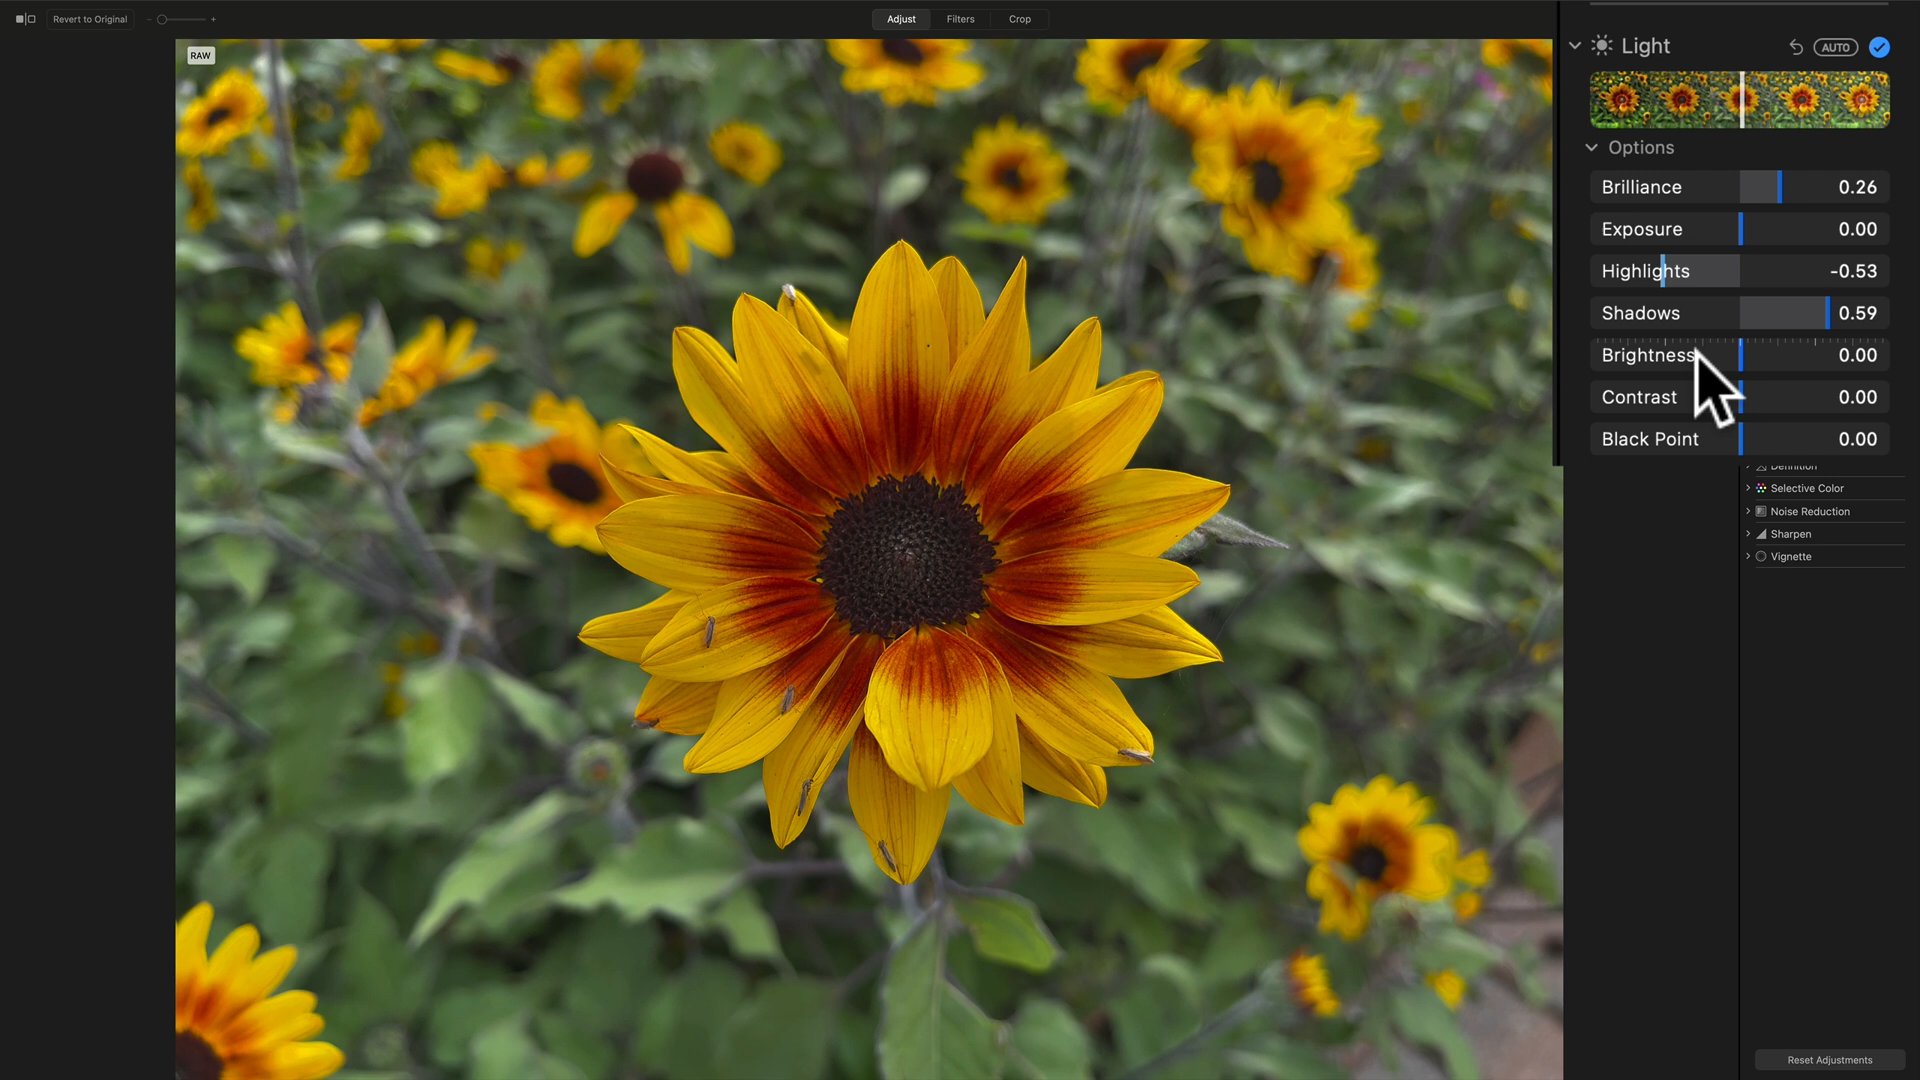 Revert to Original
Adjust
Filters
Crop
RAW
Light
AUTO
Options
Brilliance 0.26
Exposure 0.00
Highlights -0.53
Shadows 0.59
Brightness 0.00
Contrast 0.00
Black Point 0.00
Definition
Selective Color
Noise Reduction
Sharpen
Vignette
Reset Adjustments